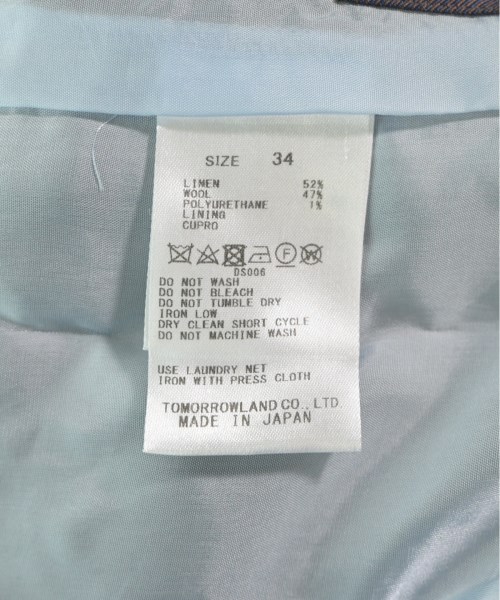 SIZE 34
LINEN 52%
WOOL 47%
POLYURETHANE 1%
LINING
CUPRO
F W
DS006
DO NOT WASH
DO NOT BLEACH
DO NOT TUMBLE DRY
IRON LOW
DRY CLEAN SHORT CYCLE
DO NOT MACHINE WASH
USE LAUNDRY NET
IRON WITH PRESS CLOTH
TOMORROWLAND CO., LTD.
MADE IN JAPAN